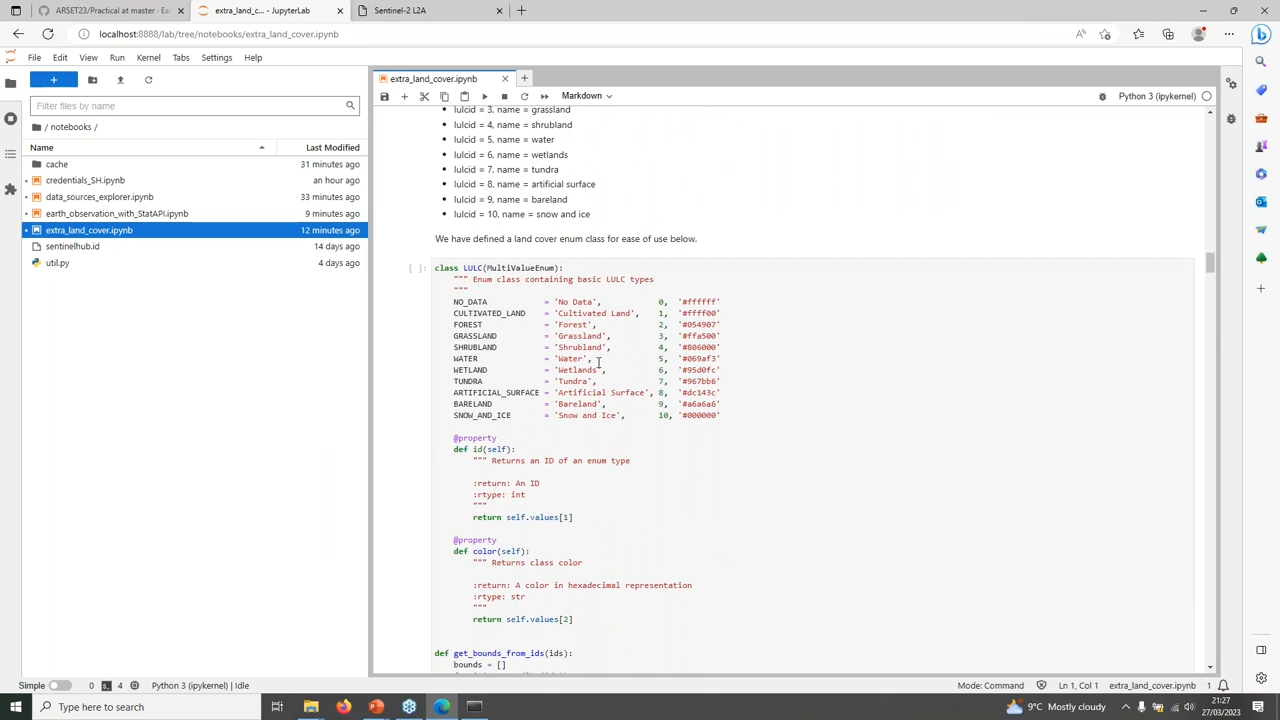 ARSET23/Practical at master · Ea
extra_land_c... - JupyterLab
Sentinel-2 L2A
localhost:8888/lab/tree/notebooks/extra_land_cover.ipynb
File Edit View Run Kernel Tabs Settings Help
extra_land_cover.ipynb
Markdown
Python 3 (ipykernel)
Filter files by name
/ notebooks /
Name Last Modified
cache 31 minutes ago
credentials_SH.ipynb an hour ago
data_sources_explorer.ipynb 33 minutes ago
earth_observation_with_StatAPI.ipynb 9 minutes ago
extra_land_cover.ipynb 12 minutes ago
sentinelhub.id 14 days ago
util.py 4 days ago
lulcid = 3, name = grassland
lulcid = 4, name = shrubland
lulcid = 5, name = water
lulcid = 6, name = wetlands
lulcid = 7, name = tundra
lulcid = 8, name = artificial surface
lulcid = 9, name = bareland
lulcid = 10, name = snow and ice
We have defined a land cover enum class for ease of use below.
[ ]: class LULC(MultiValueEnum):
""" Enum class containing basic LULC types
"""
NO_DATA = 'No Data', 0, '#ffffff'
CULTIVATED_LAND = 'Cultivated Land', 1, '#ffff00'
FOREST = 'Forest', 2, '#054907'
GRASSLAND = 'Grassland', 3, '#ffa500'
SHRUBLAND = 'Shrubland', 4, '#806000'
WATER = 'Water', 5, '#069af3'
WETLAND = 'Wetlands', 6, '#95d0fc'
TUNDRA = 'Tundra', 7, '#967bb6'
ARTIFICIAL_SURFACE = 'Artificial Surface', 8, '#dc143c'
BARELAND = 'Bareland', 9, '#a6a6a6'
SNOW_AND_ICE = 'Snow and Ice', 10, '#000000'
@property
def id(self):
""" Returns an ID of an enum type
:return: An ID
:rtype: int
"""
return self.values[1]
@property
def color(self):
""" Returns class color
:return: A color in hexadecimal representation
:rtype: str
"""
return self.values[2]
def get_bounds_from_ids(ids):
bounds = []
Simple 0 4 Python 3 (ipykernel) | Idle
Mode: Command Ln 1, Col 1 extra_land_cover.ipynb 1
Type here to search
9°C Mostly cloudy
21:27
27/03/2023